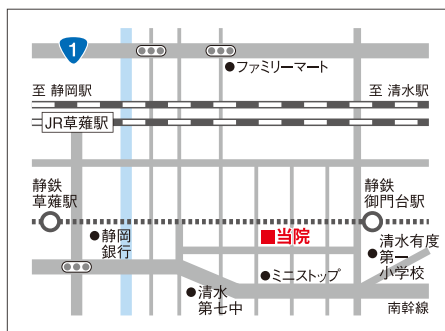 1
ファミリーマート
至 静岡駅
至 清水駅
JR草薙駅
静鉄
草薙駅
静鉄
御門台駅
静岡
銀行
当院
清水有度
第一
小学校
ミニストップ
清水
第七中
南幹線